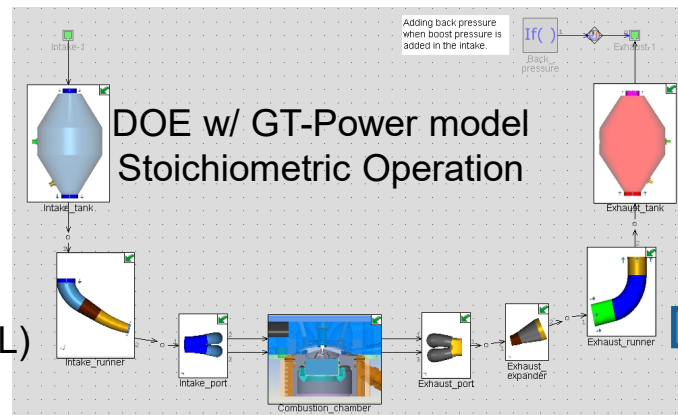 Adding back pressure
when boost pressure is
added in the intake.
Intake-1
If( )
Exhaust-1
Back_
pressure
DOE w/ GT-Power model
Stoichiometric Operation
Intake_tank
Exhaust_tank
L)
Intake_runner
Intake_port
Combustion_chamber
Exhaust_port
Exhaust_
expander
Exhaust_runner